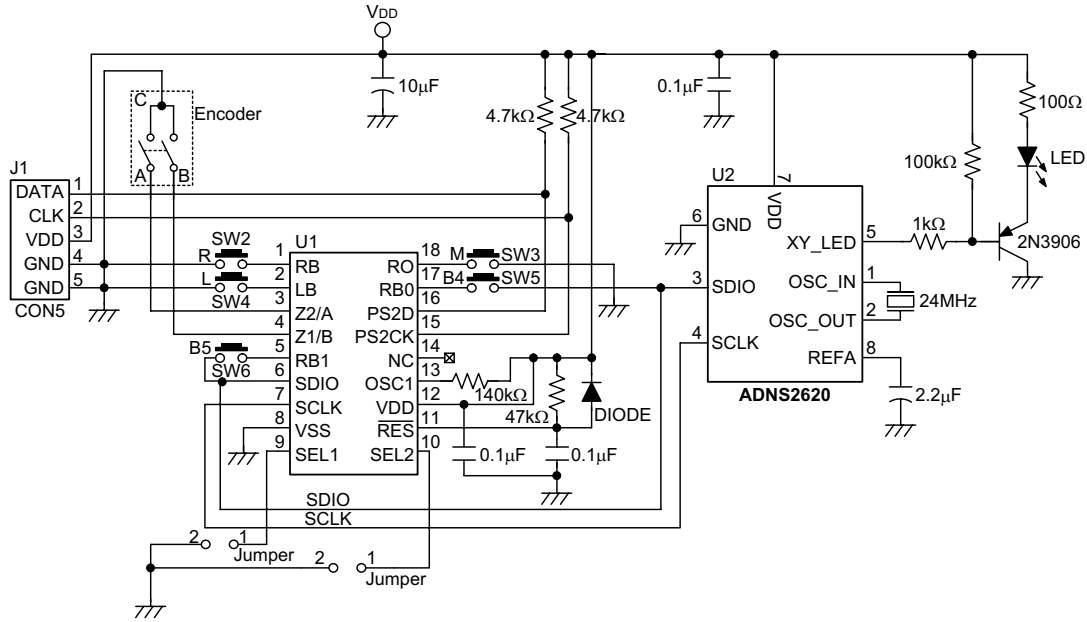 VDD
10μF
0.1μF
4.7kΩ
4.7kΩ
100Ω
LED
100kΩ
1kΩ
2N3906
C
Encoder
A
B
J1
DATA 1
CLK 2
VDD 3
GND 4
GND 5
CON5
SW2
R
L
SW4
B5
SW6
U1
1 RB
2 LB
3 Z2/A
4 Z1/B
5 RB1
6 SDIO
7 SCLK
8 VSS
9 SEL1
RO 18
RB0 17
PS2D 16
PS2CK 15
NC 14
OSC1 13
VDD 12
RES 11
SEL2 10
M
SW3
B4
SW5
140kΩ
47kΩ
DIODE
0.1μF
0.1μF
U2
7
VDD
6 GND
3 SDIO
4 SCLK
XY_LED 5
OSC_IN 1
OSC_OUT 2
REFA 8
ADNS2620
24MHz
2.2μF
SDIO
SCLK
2 1
Jumper
2 1
Jumper